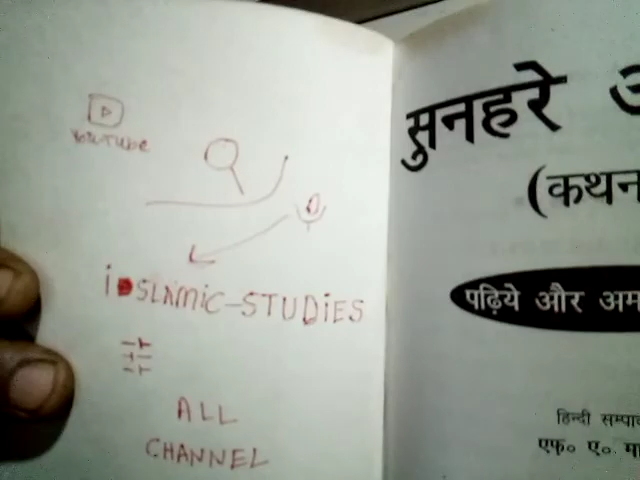 YouTube
iSLAMiC-STUDiES
ALL
CHANNEL
सुनहरे
(कथन
पढ़िये और अम
हिन्दी सम्पा
एफ० ए० मा